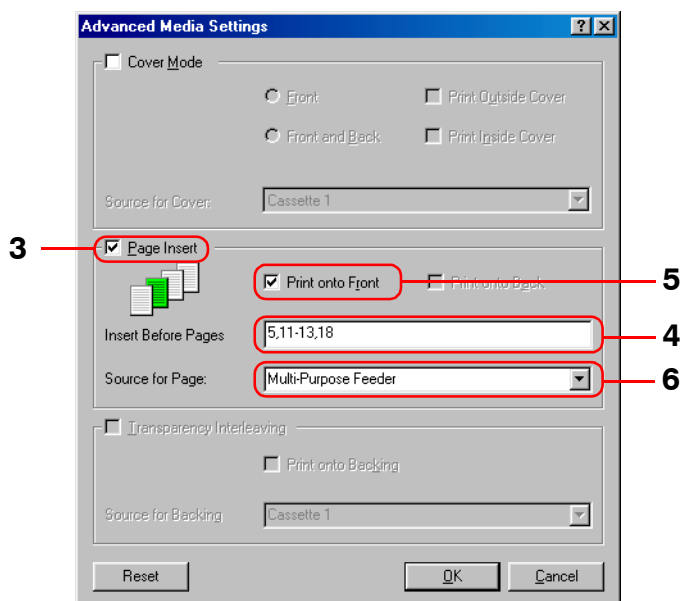 Advanced Media Settings
Cover Mode
Front Print Outside Cover
Front and Back Print Inside Cover
Source for Cover: Cassette 1
3 Page Insert
Print onto Front Print onto Back 5
Insert Before Pages 5,11-13,18 4
Source for Page: Multi-Purpose Feeder 6
Transparency Interleaving
Print onto Backing
Source for Backing Cassette 1
Reset OK Cancel